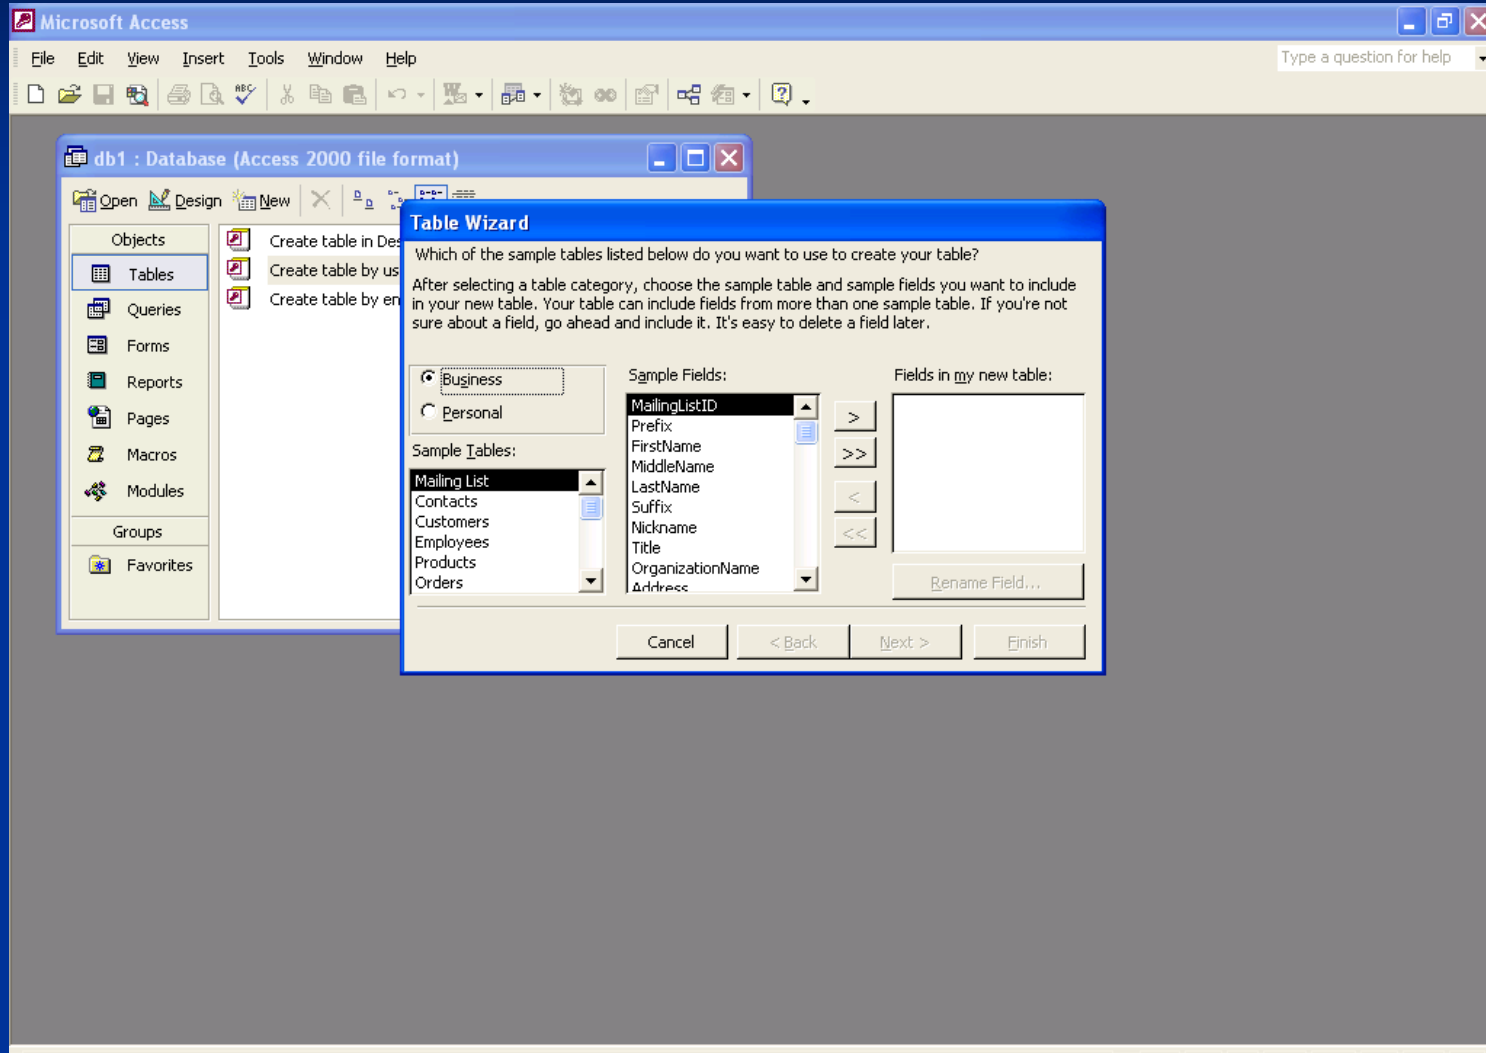 Microsoft Access
File Edit View Insert Tools Window Help
Type a question for help
db1 : Database (Access 2000 file format)
Open Design New
Objects
Tables
Queries
Forms
Reports
Pages
Macros
Modules
Groups
Favorites
Create table in Des
Create table by us
Create table by en
Table Wizard
Which of the sample tables listed below do you want to use to create your table?
After selecting a table category, choose the sample table and sample fields you want to include
in your new table. Your table can include fields from more than one sample table. If you're not
sure about a field, go ahead and include it. It's easy to delete a field later.
Business
Personal
Sample Tables:
Mailing List
Contacts
Customers
Employees
Products
Orders
Sample Fields:
MailingListID
Prefix
FirstName
MiddleName
LastName
Suffix
Nickname
Title
OrganizationName
Address
>
>>
<
<<
Fields in my new table:
Rename Field...
Cancel
< Back
Next >
Finish